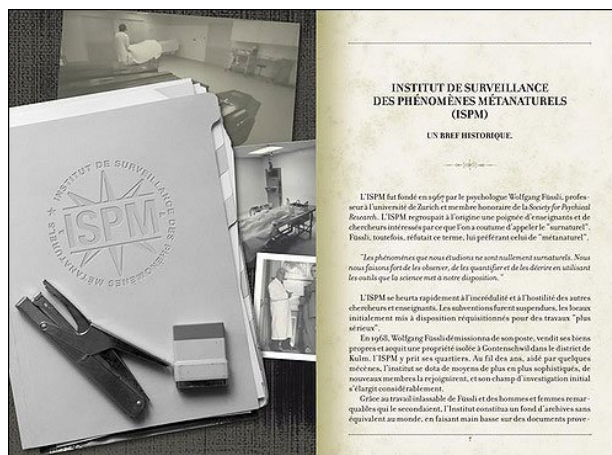 INSTITUT DE SURVEILLANCE DES PHÉNOMÈNES MÉTANATURELS
ISPM
INSTITUT DE SURVEILLANCE
DES PHÉNOMÈNES MÉTANATURELS
(ISPM)
UN BREF HISTORIQUE.
L'ISPM fut fondé en 1967 par le psychologue Wolfgang Füssli, profes-
seur à l'université de Zurich et membre honoraire de la Society for Psychical
Research. L'ISPM regroupait à l'origine une poignée d'enseignants et de
chercheurs intéressés par ce que l'on a coutume d'appeler le "surnaturel".
Füssli, toutefois, réfutait ce terme, lui préférant celui de "métanaturel".
"Les phénomènes que nous étudions ne sont nullement surnaturels. Nous
nous faisons fort de les observer, de les quantifier et de les décrire en utilisant
les outils que la science met à notre disposition."
L'ISPM se heurta rapidement à l'incrédulité et à l'hostilité des autres
chercheurs et enseignants. Les subventions furent suspendues, les locaux
initialement mis à disposition réquisitionnés pour des travaux "plus
sérieux".
En 1968, Wolfgang Füssli démissionna de son poste, vendit ses biens
propres et acquit une propriété isolée à Gontenschwil dans le district de
Kulm. l'ISPM y prit ses quartiers. Au fil des ans, aidé par quelques
mécènes, l'institut se dota de moyens de plus en plus sophistiqués, de
nouveaux membres la rejoignirent, et son champ d'investigation initial
s'élargit considérablement.
Grâce au travail inlassable de Füssli et des hommes et femmes remar-
quables qui le secondaient, l'Institut constitua un fond d'archives sans
équivalent au monde, en faisant main basse sur des documents prove-
7